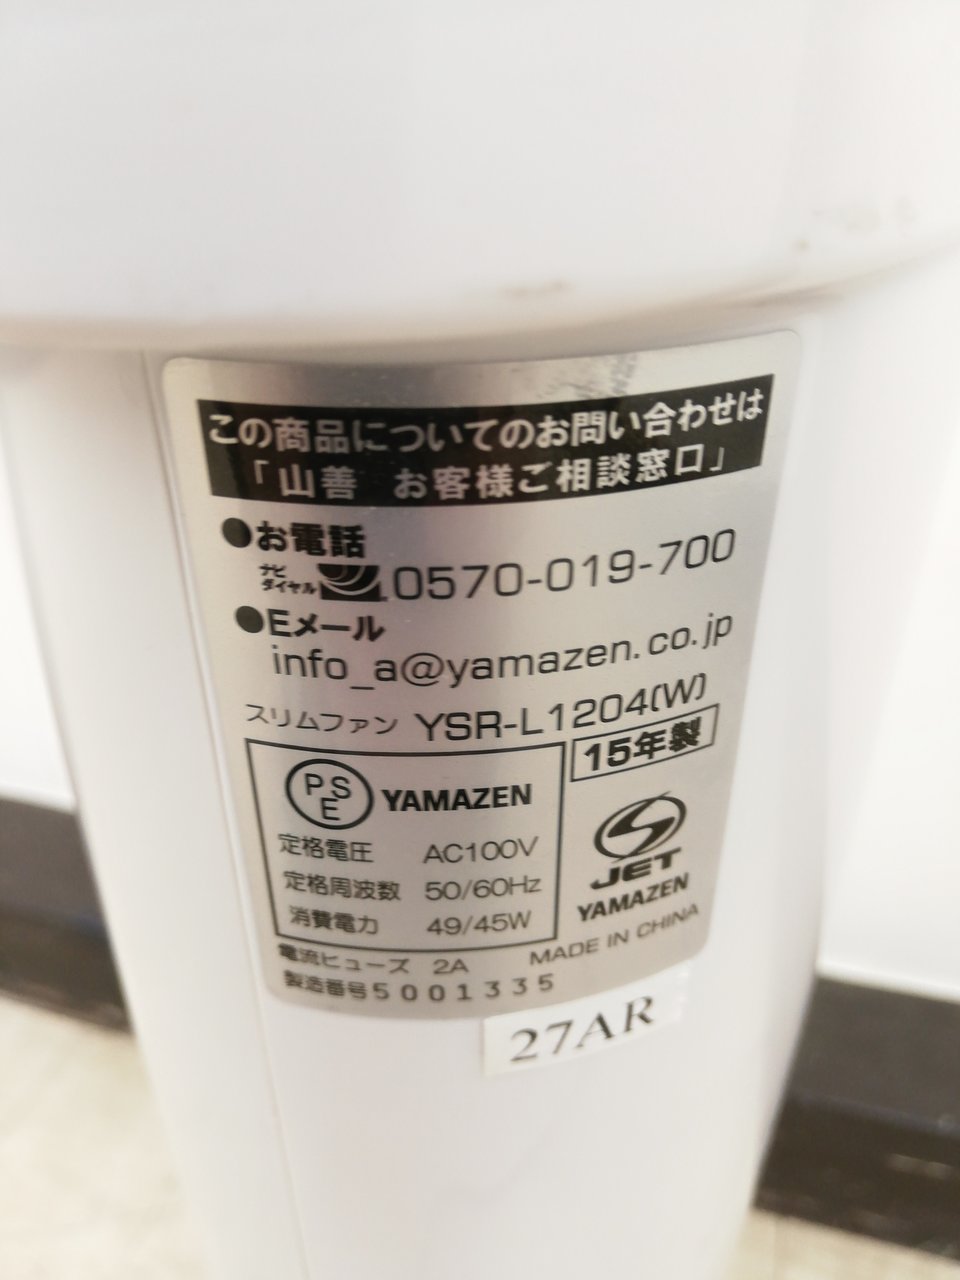 この商品についてのお問い合わせは
「山善 お客様ご相談窓口」
●お電話
ナビダイヤル 0570-019-700
●Eメール
info_a@yamazen.co.jp
スリムファン YSR-L1204(W)
15年製
PSE YAMAZEN
定格電圧 AC100V
定格周波数 50/60Hz
消費電力 49/45W
JET
YAMAZEN
電流ヒューズ 2A
MADE IN CHINA
製造番号5001335
27AR